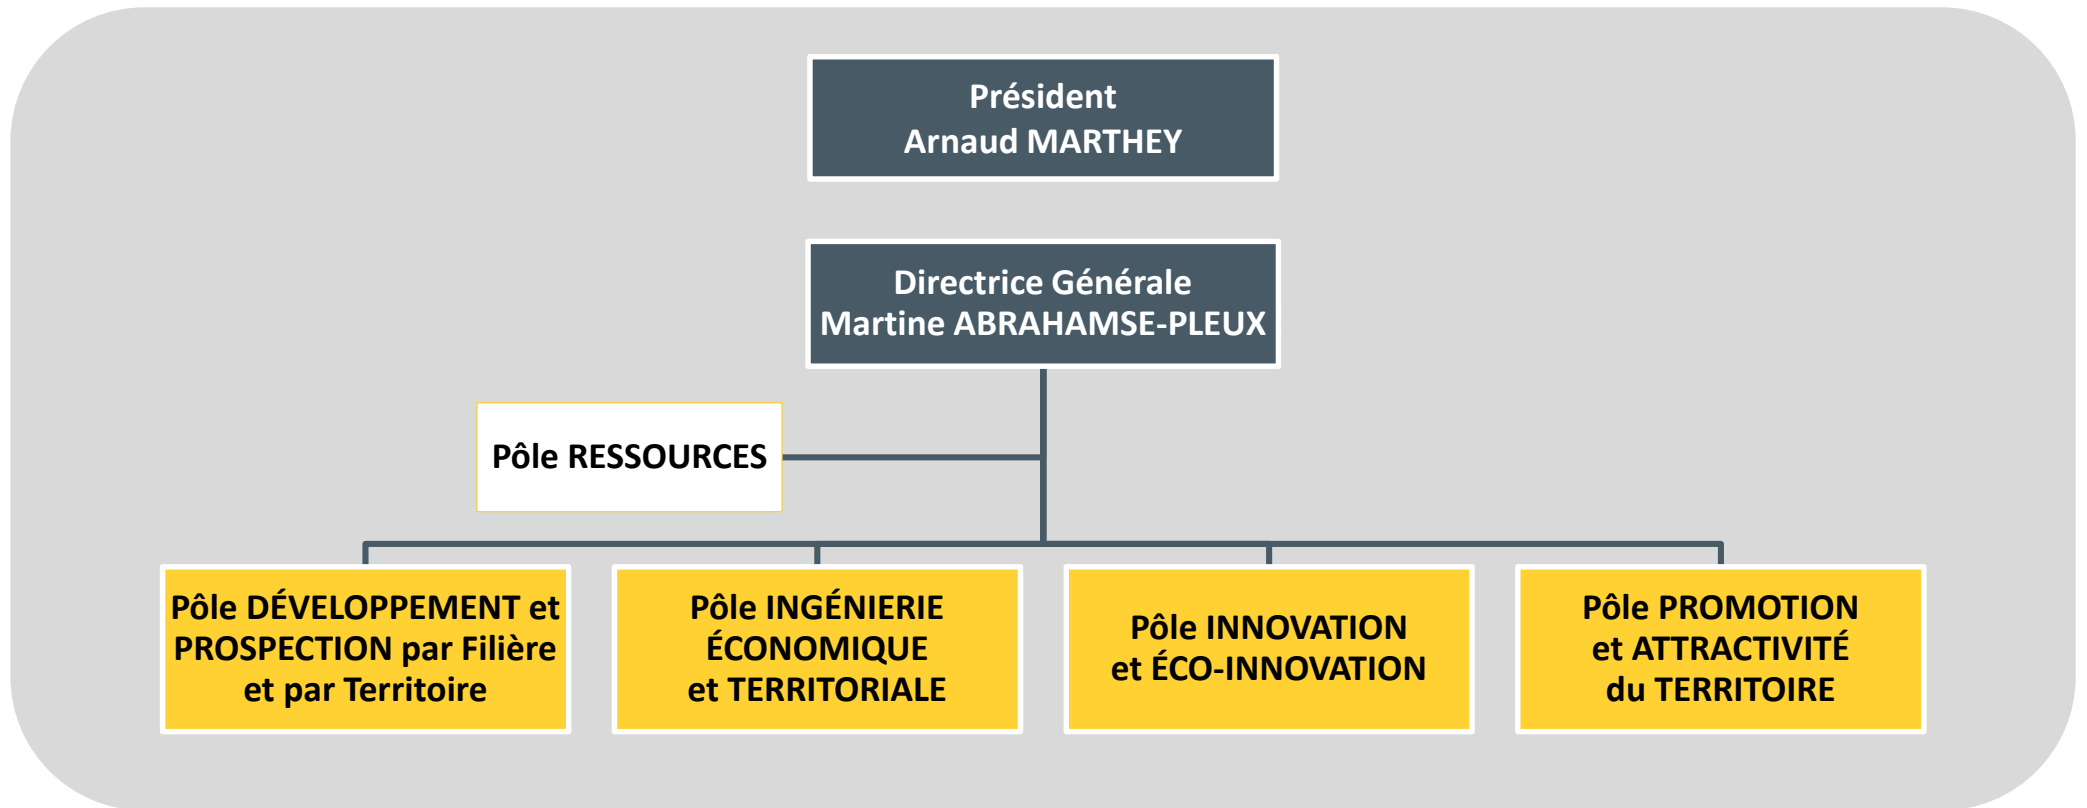 Président
Arnaud MARTHEY
Directrice Générale
Martine ABRAHAMSE-PLEUX
Pôle RESSOURCES
Pôle DÉVELOPPEMENT et
PROSPECTION par Filière
et par Territoire
Pôle INGÉNIERIE
ÉCONOMIQUE
et TERRITORIALE
Pôle INNOVATION
et ÉCO-INNOVATION
Pôle PROMOTION
et ATTRACTIVITÉ
du TERRITOIRE